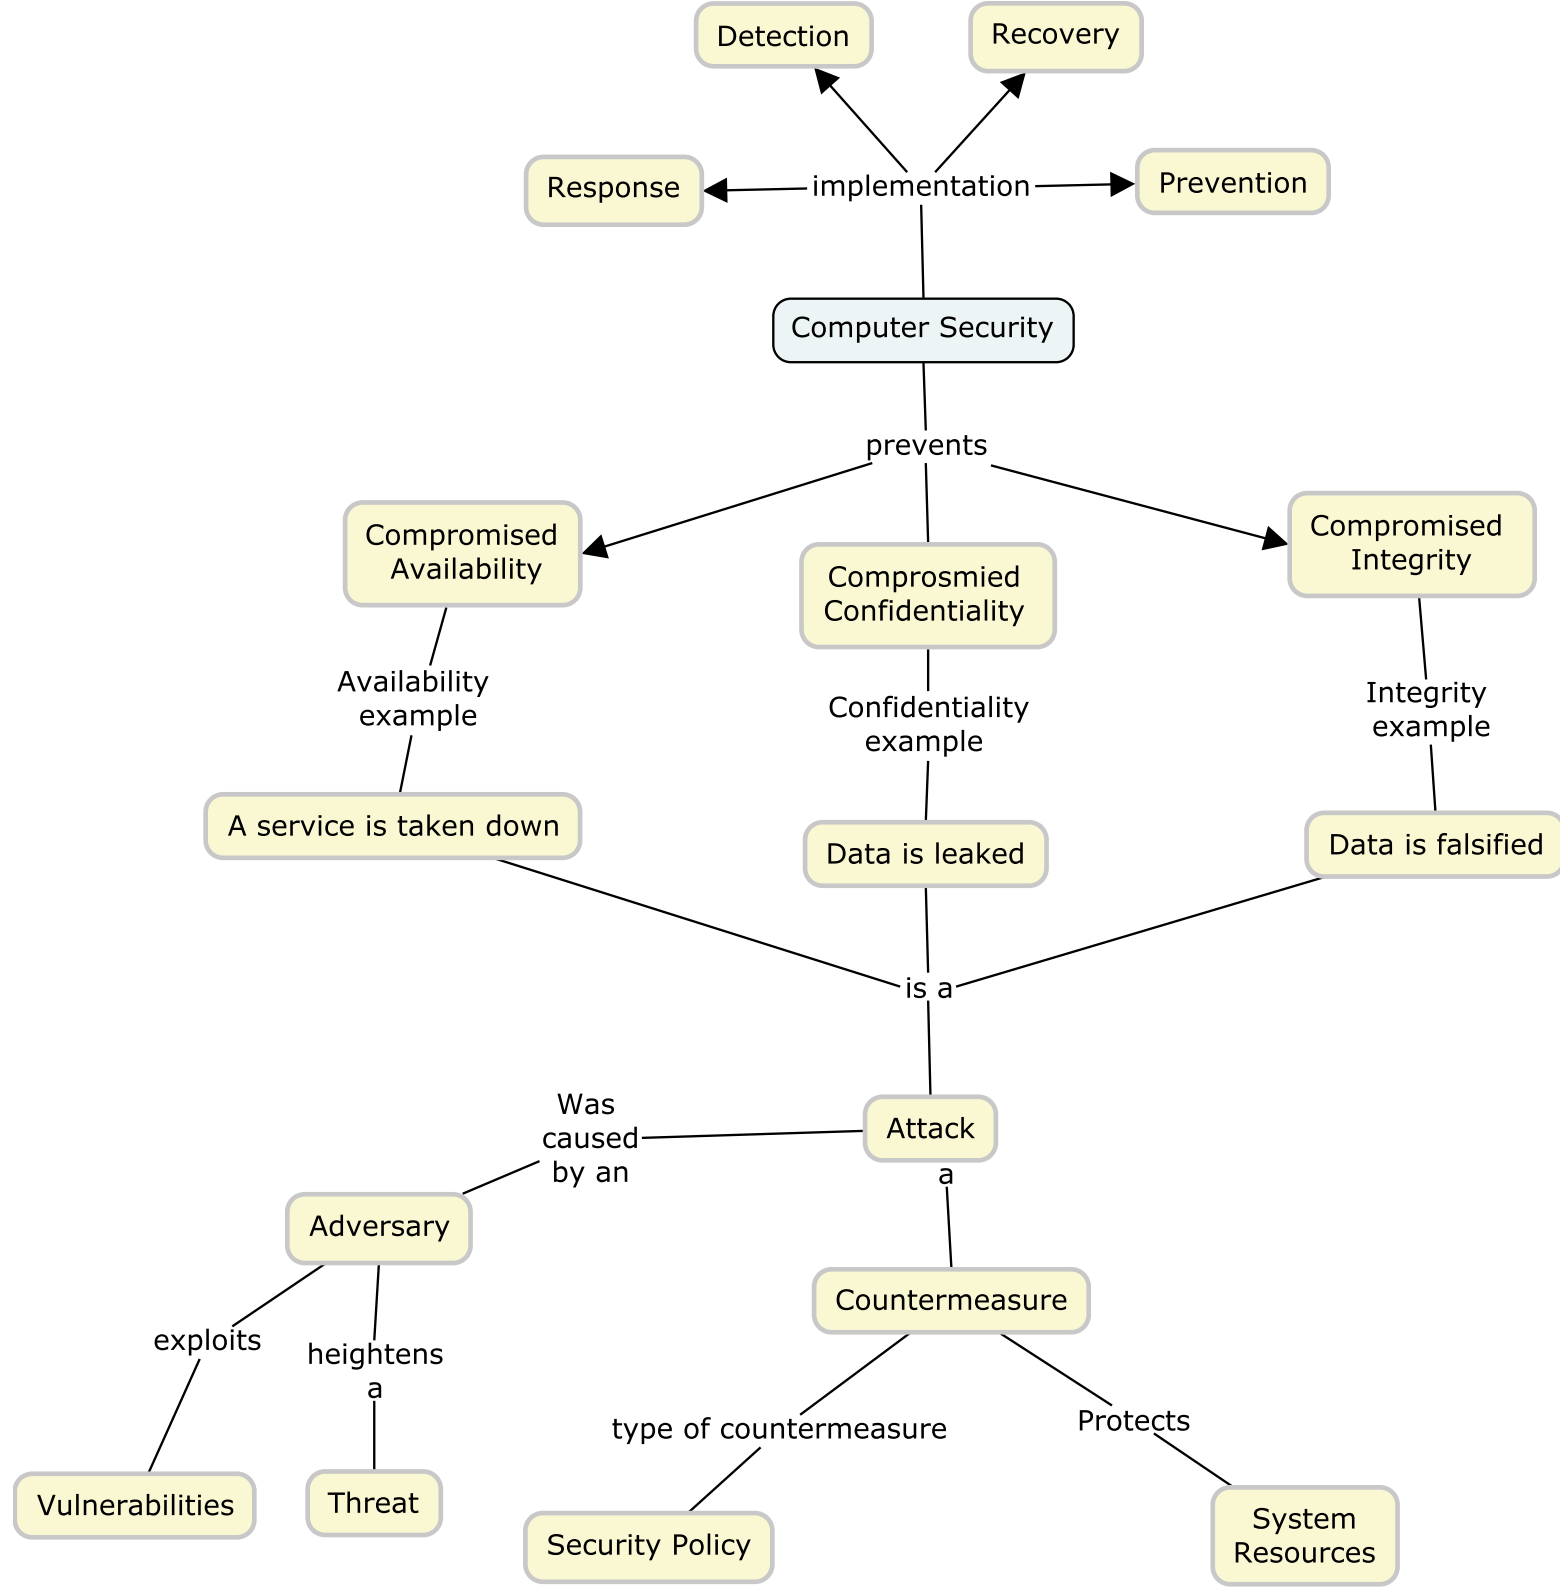 Detection
Recovery
Response
implementation
Prevention
Computer Security
prevents
Compromised
Availability
Comprosmied
Confidentiality
Compromised
Integrity
Availability
example
Confidentiality
example
Integrity
example
A service is taken down
Data is leaked
Data is falsified
is a
Was
caused
by an
Attack
a
Adversary
Countermeasure
exploits
heightens
a
type of countermeasure
Protects
Vulnerabilities
Threat
Security Policy
System
Resources